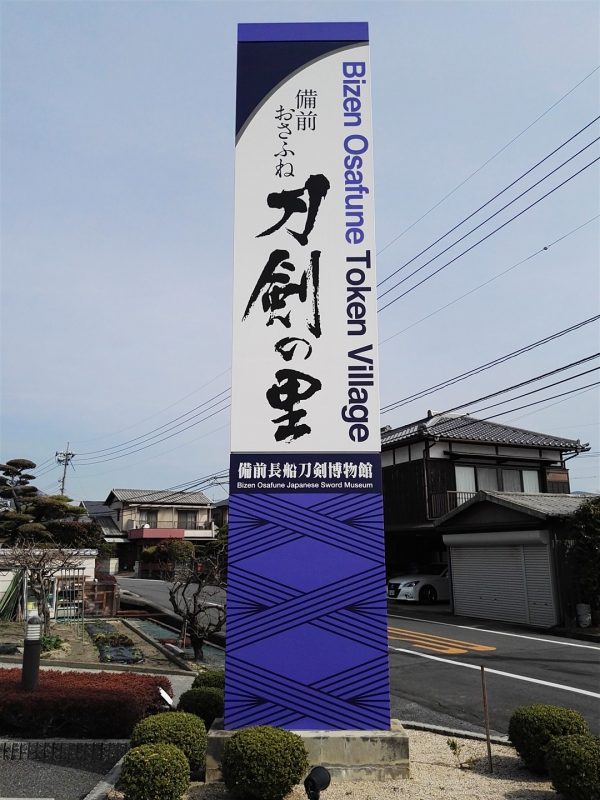 備前
おさふね
刀剣の里
Bizen Osafune Token Village
備前長船刀剣博物館
Bizen Osafune Japanese Sword Museum